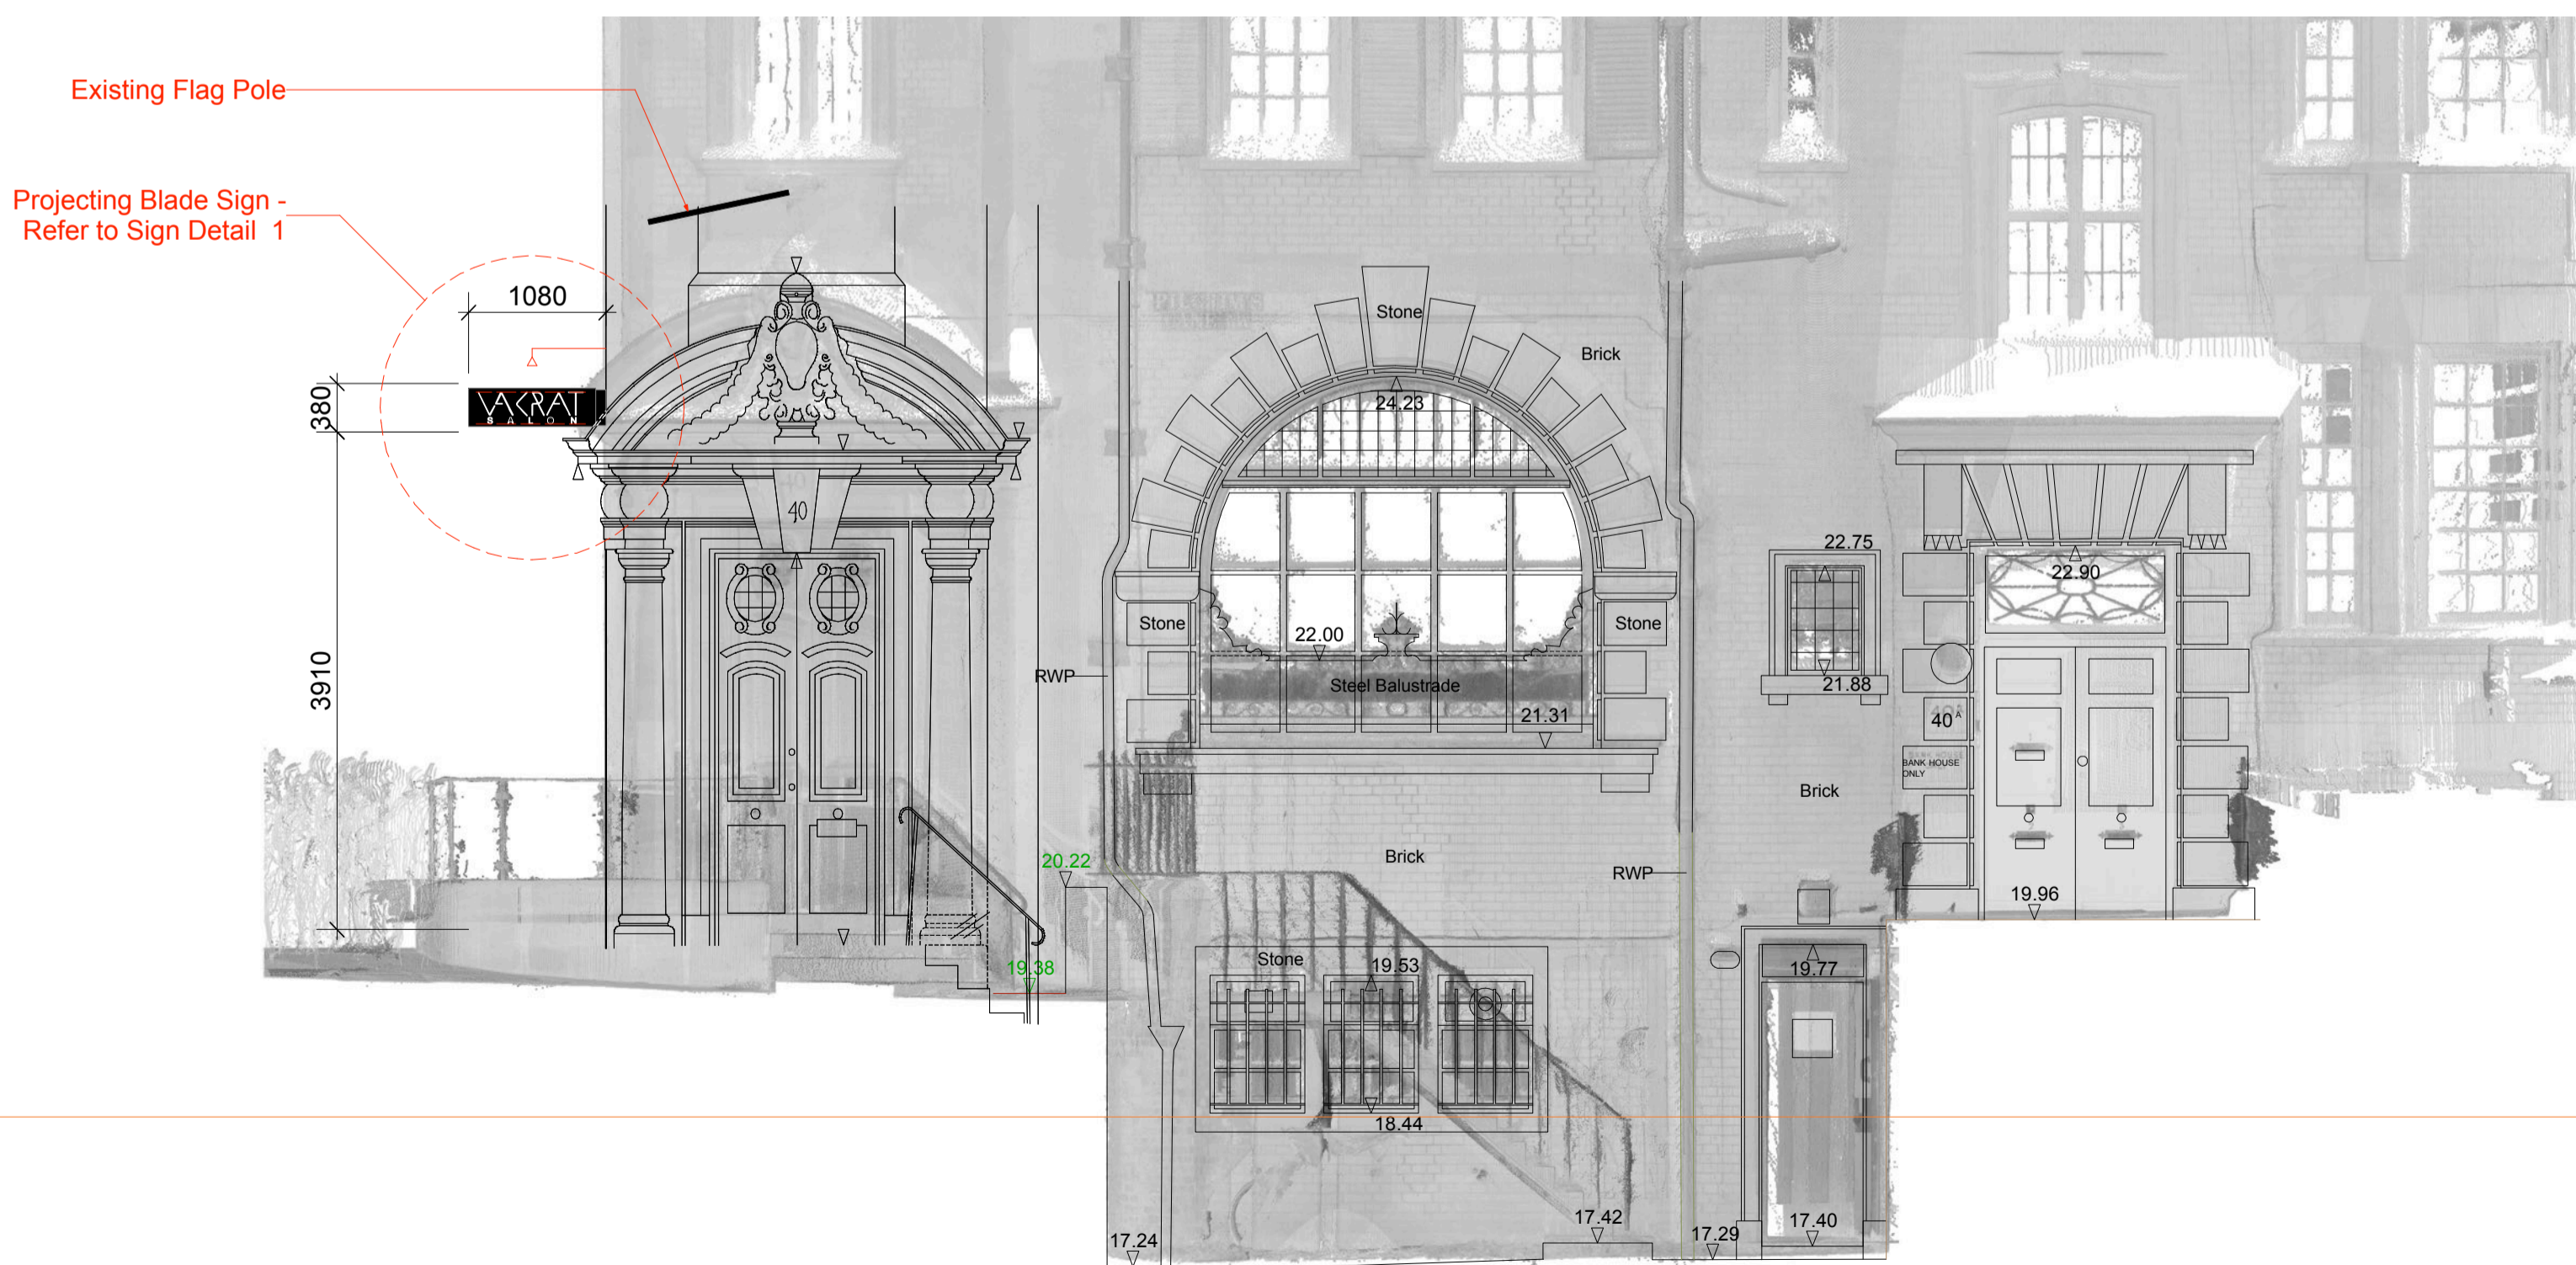 Existing Flag Pole
Projecting Blade Sign -
Refer to Sign Detail 1
1080
380
VAKRAT
SALON
3910
40
Stone
Brick
24.23
22.75
22.90
Stone
22.00
Stone
RWP
Steel Balustrade
21.88
21.31
40 A
BANK HOUSE
ONLY
Brick
Brick
20.22
RWP
19.96
19.38
Stone
19.53
19.77
18.44
17.42
17.40
17.24
17.29